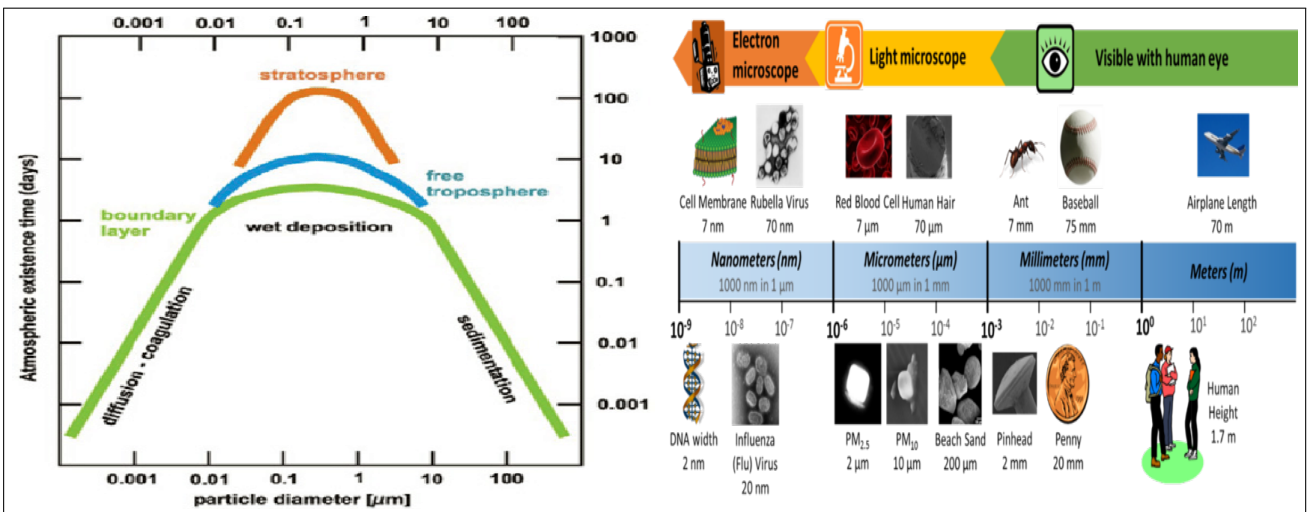 0.001 0.01 0.1 1 10 100
1000
100
10
1
0.1
0.01
0.001
Atmospheric existence time (days)
stratosphere
free
troposphere
boundary
layer
wet deposition
diffusion - coagulation
sedimentation
0.001 0.01 0.1 1 10 100
particle diameter [μm]
Electron
microscope
Light microscope
Visible with human eye
Cell Membrane
7 nm
Rubella Virus
70 nm
Red Blood Cell
7 μm
Human Hair
70 μm
Ant
7 mm
Baseball
75 mm
Airplane Length
70 m
Nanometers (nm)
1000 nm in 1 μm
Micrometers (μm)
1000 μm in 1 mm
Millimeters (mm)
1000 mm in 1 m
Meters (m)
10⁻⁹ 10⁻⁸ 10⁻⁷ 10⁻⁶ 10⁻⁵ 10⁻⁴ 10⁻³ 10⁻² 10⁻¹ 10⁰ 10¹ 10²
DNA width
2 nm
Influenza
(Flu) Virus
20 nm
PM₂.₅
2 μm
PM₁₀
10 μm
Beach Sand
200 μm
Pinhead
2 mm
Penny
20 mm
Human
Height
1.7 m